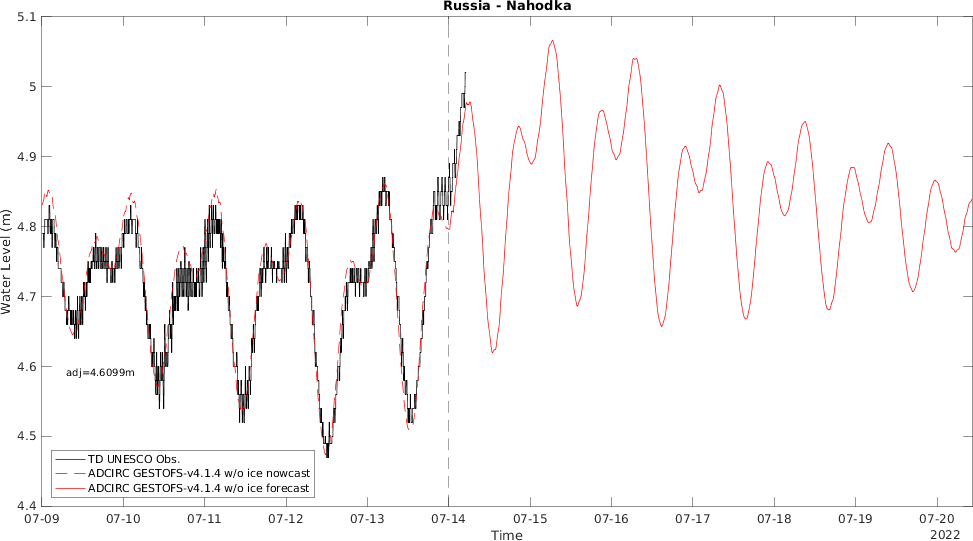 Russia - Nahodka
5.1
5
4.9
4.8
4.7
4.6
4.5
4.4
Water Level (m)
adj=4.6099m
TD UNESCO Obs.
ADCIRC GESTOFS-v4.1.4 w/o ice nowcast
ADCIRC GESTOFS-v4.1.4 w/o ice forecast
07-09 07-10 07-11 07-12 07-13 07-14 07-15 07-16 07-17 07-18 07-19 07-20
2022
Time